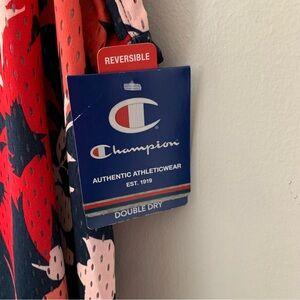 REVERSIBLE
Champion
AUTHENTIC ATHLETICWEAR
EST. 1919
DOUBLE DRY